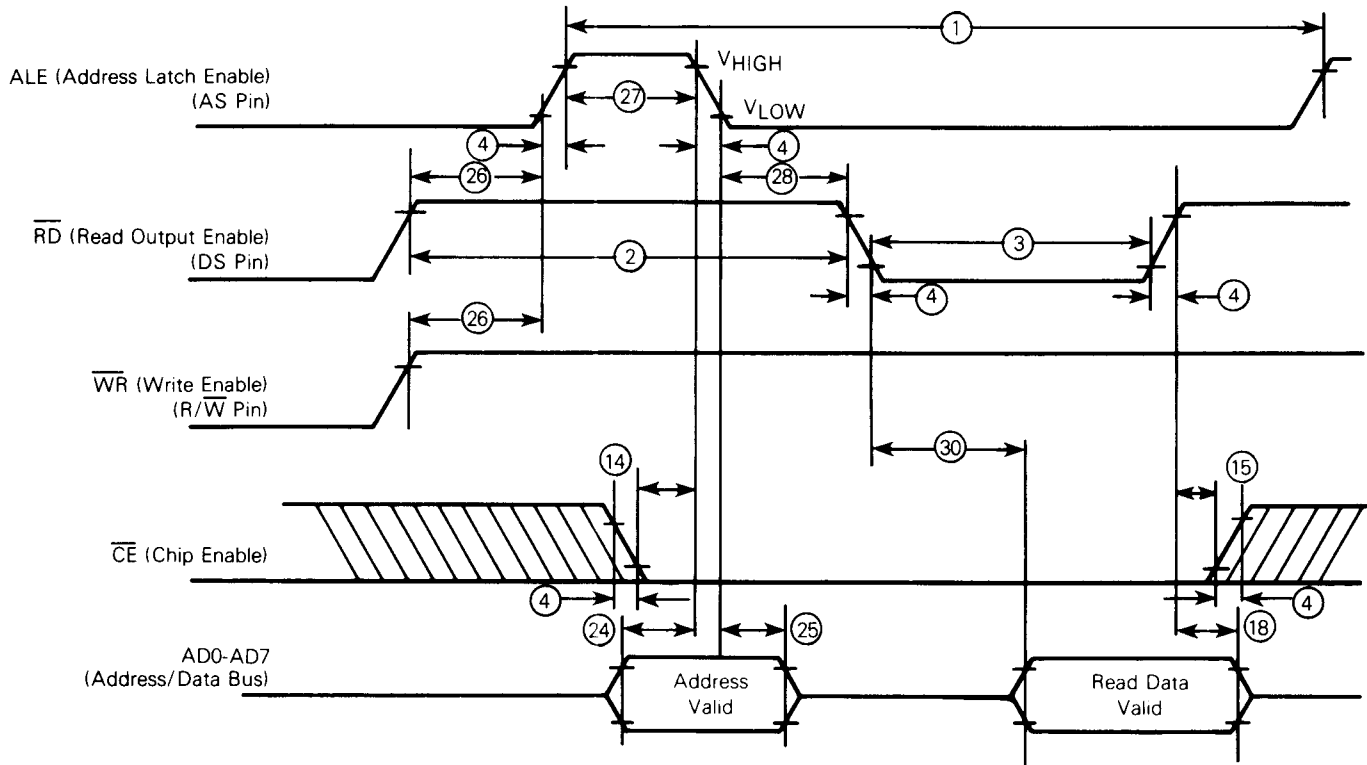 1
ALE (Address Latch Enable)
(AS Pin)
VHIGH
27
VLOW
4
4
26
28
RD (Read Output Enable)
(DS Pin)
2
3
4
4
26
WR (Write Enable)
(R/W Pin)
30
14
15
CE (Chip Enable)
4
4
24
25
18
AD0-AD7
(Address/Data Bus)
Address
Valid
Read Data
Valid